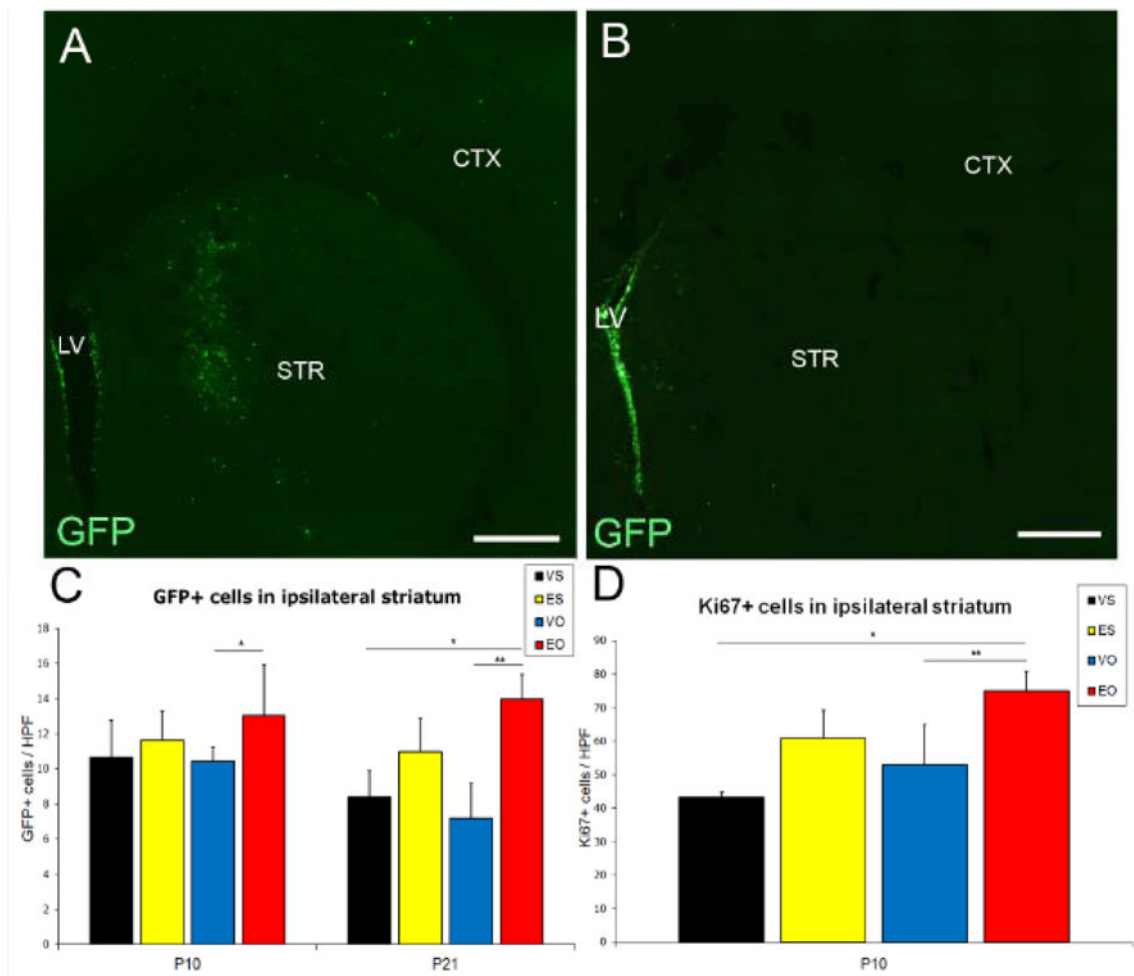 A
CTX
LV
STR
GFP
B
CTX
LV
STR
GFP
C
GFP+ cells in ipsilateral striatum
VS
ES
VO
EO
GFP+ cells / HPF
18
16
14
12
10
8
6
4
2
0
*
*
**
P10
P21
D
Ki67+ cells in ipsilateral striatum
VS
ES
VO
EO
Ki67+ cells / HPF
90
80
70
60
50
40
30
20
10
0
*
**
P10